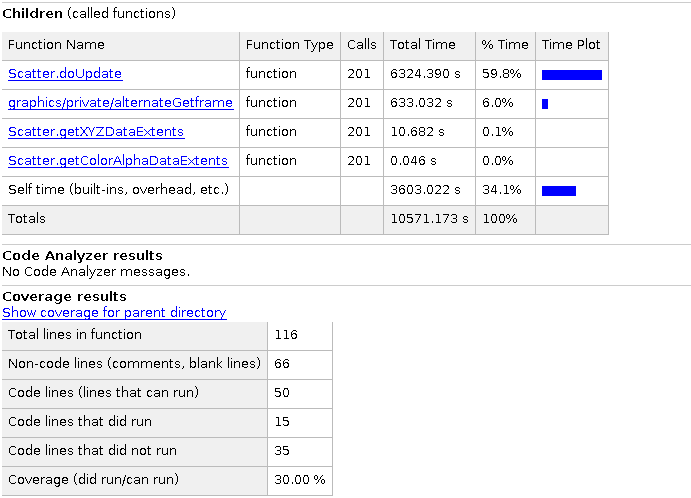 Children (called functions)
Function Name Function Type Calls Total Time % Time Time Plot
Scatter.doUpdate function 201 6324.390 s 59.8%
graphics/private/alternateGetframe function 201 633.032 s 6.0%
Scatter.getXYZDataExtents function 201 10.682 s 0.1%
Scatter.getColorAlphaDataExtents function 201 0.046 s 0.0%
Self time (built-ins, overhead, etc.) 3603.022 s 34.1%
Totals 10571.173 s 100%
Code Analyzer results
No Code Analyzer messages.
Coverage results
Show coverage for parent directory
Total lines in function 116
Non-code lines (comments, blank lines) 66
Code lines (lines that can run) 50
Code lines that did run 15
Code lines that did not run 35
Coverage (did run/can run) 30.00 %